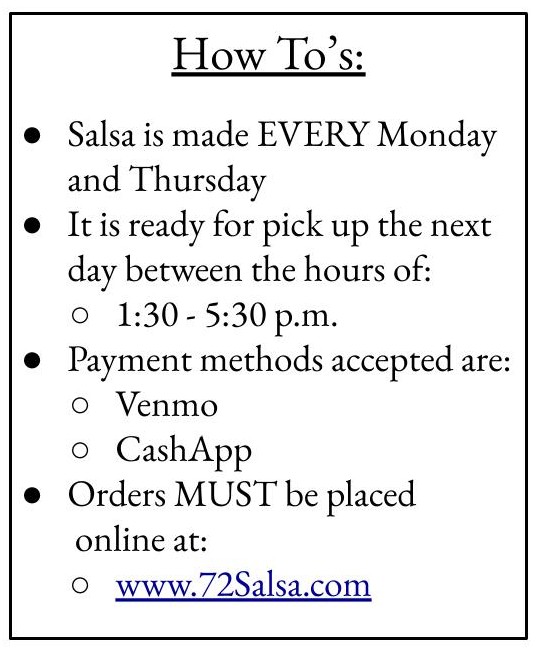 How To’s:
● Salsa is made EVERY Monday
and Thursday
● It is ready for pick up the next
day between the hours of:
○ 1:30 - 5:30 p.m.
● Payment methods accepted are:
○ Venmo
○ CashApp
● Orders MUST be placed
online at:
○ www.72Salsa.com